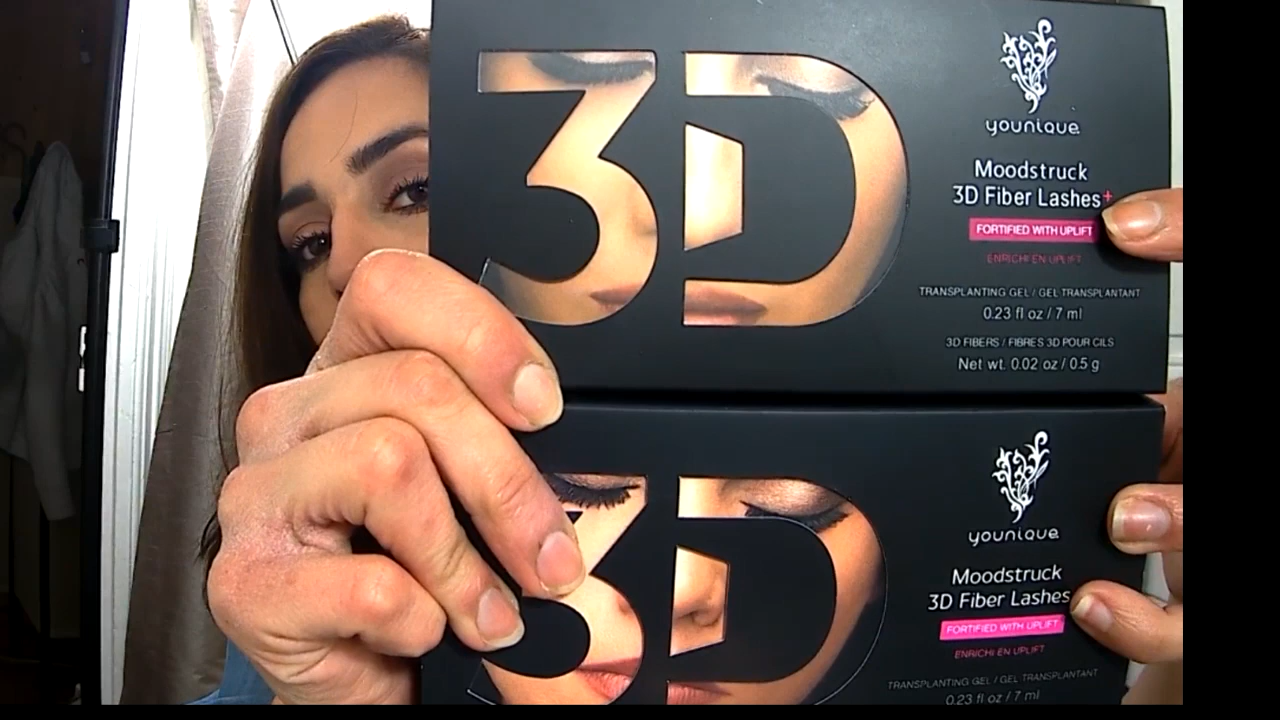 3D
younique
Moodstruck
3D Fiber Lashes+
FORTIFIED WITH UPLIFT
ENRICHI EN UPLIFT
TRANSPLANTING GEL / GEL TRANSPLANTANT
0.23 fl oz / 7 ml
3D FIBERS / FIBRES 3D POUR CILS
Net wt. 0.02 oz / 0.5 g
3D
younique
Moodstruck
3D Fiber Lashes
FORTIFIED WITH UPLIFT
ENRICHI EN UPLIFT
TRANSPLANTING GEL / GEL TRANSPLANTANT
0.23 fl oz / 7 ml